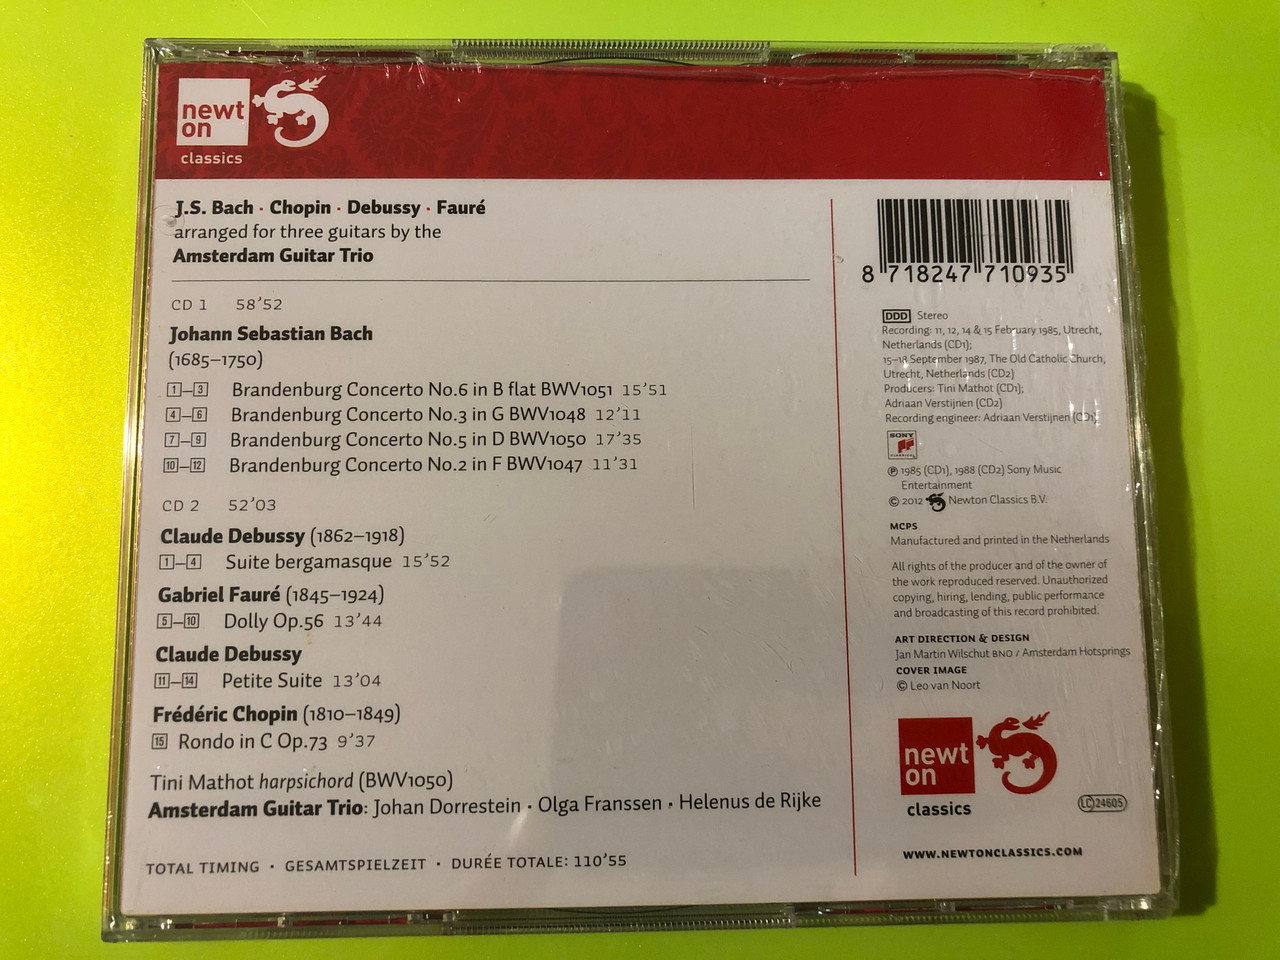 newt
on
classics
J.S. Bach · Chopin · Debussy · Fauré
arranged for three guitars by the
Amsterdam Guitar Trio
CD 1 58’52
Johann Sebastian Bach
(1685–1750)
1–3 Brandenburg Concerto No.6 in B flat BWV1051 15’51
4–6 Brandenburg Concerto No.3 in G BWV1048 12’11
7–9 Brandenburg Concerto No.5 in D BWV1050 17’35
10–12 Brandenburg Concerto No.2 in F BWV1047 11’31
CD 2 52’03
Claude Debussy (1862–1918)
1–4 Suite bergamasque 15’52
Gabriel Fauré (1845–1924)
5–10 Dolly Op.56 13’44
Claude Debussy
11–14 Petite Suite 13’04
Frédéric Chopin (1810–1849)
15 Rondo in C Op.73 9’37
Tini Mathot harpsichord (BWV1050)
Amsterdam Guitar Trio: Johan Dorrestein · Olga Franssen · Helenus de Rijke
TOTAL TIMING · GESAMTSPIELZEIT · DURÉE TOTALE: 110’55
8 718247 710935
DDD Stereo
Recording: 11, 12, 14 & 15 February 1985, Utrecht,
Netherlands (CD1);
15–18 September 1987, The Old Catholic Church,
Utrecht, Netherlands (CD2)
Producers: Tini Mathot (CD1);
Adriaan Verstijnen (CD2)
Recording engineer: Adriaan Verstijnen (CD1)
SONY
CLASSICAL
℗ 1985 (CD1), 1988 (CD2) Sony Music
Entertainment
© 2012 Newton Classics B.V.
MCPS
Manufactured and printed in the Netherlands
All rights of the producer and of the owner of
the work reproduced reserved. Unauthorized
copying, hiring, lending, public performance
and broadcasting of this record prohibited.
ART DIRECTION & DESIGN
Jan Martin Wilschut BNO / Amsterdam Hotsprings
COVER IMAGE
© Leo van Noort
newt
on
classics
LC 24605
WWW.NEWTONCLASSICS.COM